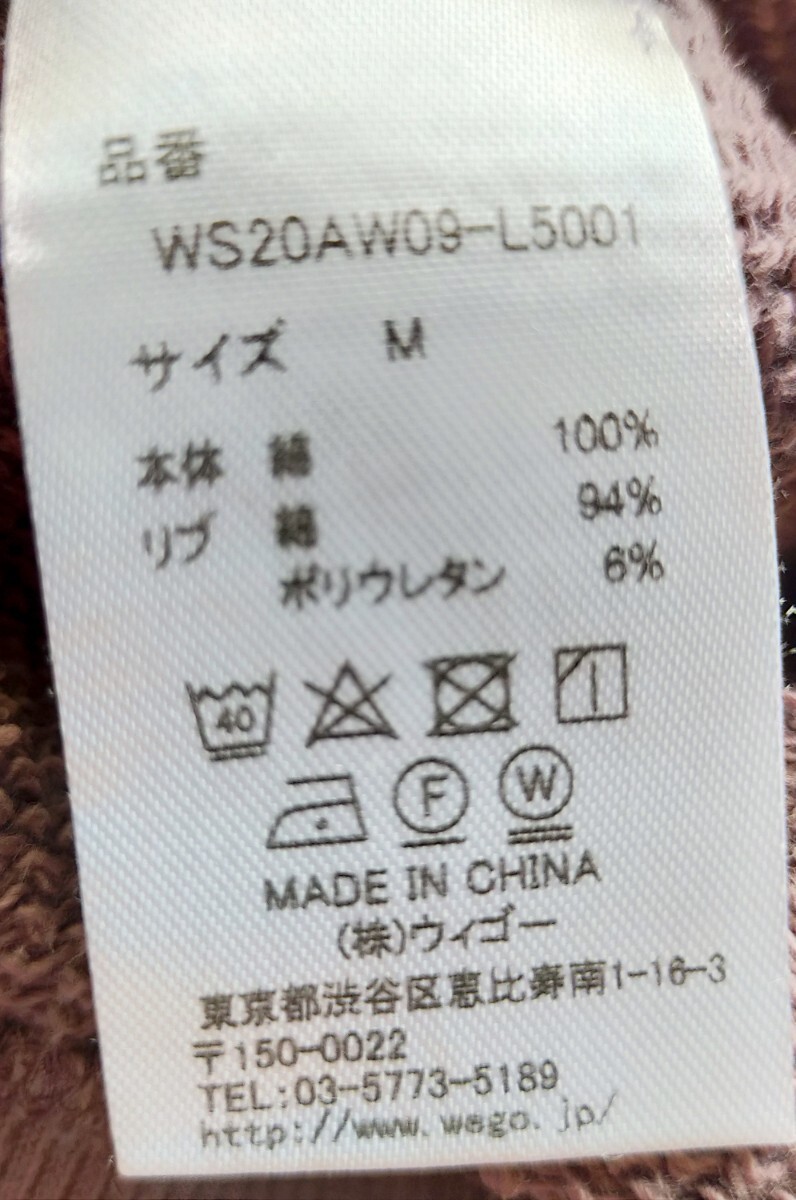 品番
WS20AW09-L5001
サイズ M
本体 綿 100%
リブ 綿 94%
ポリウレタン 6%
40
F W
MADE IN CHINA
(株)ウィゴー
東京都渋谷区恵比寿南1-16-3
〒150-0022
TEL:03-5773-5189
http://www.wego.jp/